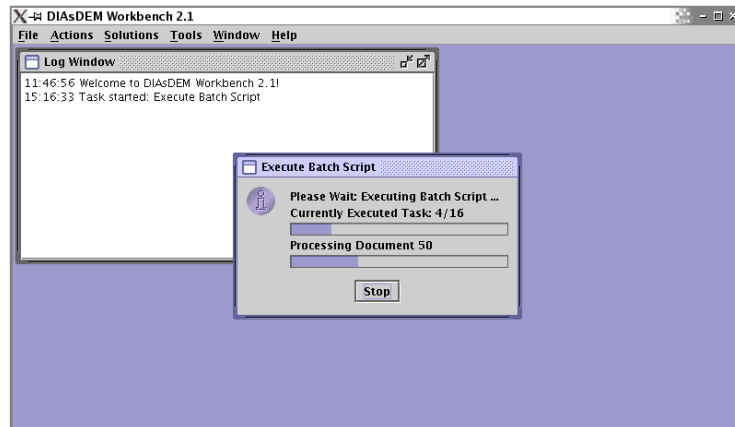 DIAsDEM Workbench 2.1
File Actions Solutions Tools Window Help
Log Window
11:46:56 Welcome to DIAsDEM Workbench 2.1!
15:16:33 Task started: Execute Batch Script
Execute Batch Script
Please Wait: Executing Batch Script ...
Currently Executed Task: 4/16
Processing Document 50
Stop